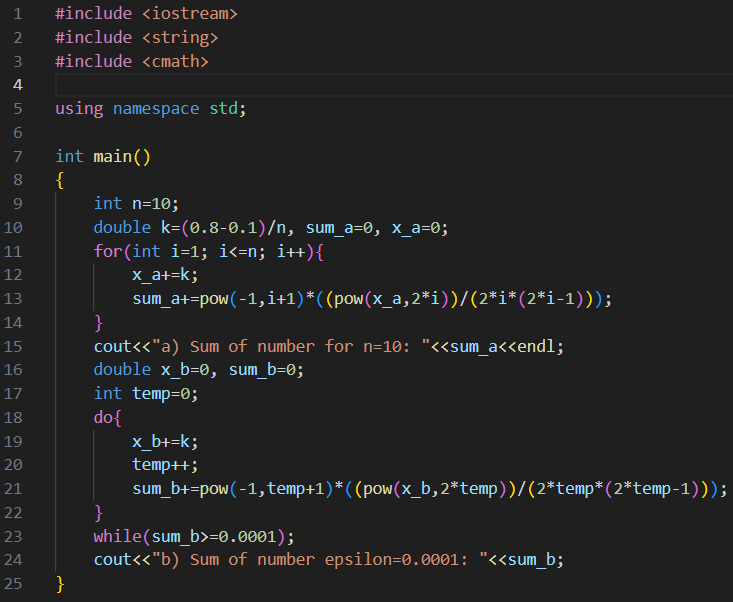 1 #include <iostream>
2 #include <string>
3 #include <cmath>
4
5 using namespace std;
6
7 int main()
8 {
9     int n=10;
10     double k=(0.8-0.1)/n, sum_a=0, x_a=0;
11     for(int i=1; i<=n; i++){
12         x_a+=k;
13         sum_a+=pow(-1,i+1)*((pow(x_a,2*i))/(2*i*(2*i-1)));
14     }
15     cout<<"a) Sum of number for n=10: "<<sum_a<<endl;
16     double x_b=0, sum_b=0;
17     int temp=0;
18     do{
19         x_b+=k;
20         temp++;
21         sum_b+=pow(-1,temp+1)*((pow(x_b,2*temp))/(2*temp*(2*temp-1)));
22     }
23     while(sum_b>=0.0001);
24     cout<<"b) Sum of number epsilon=0.0001: "<<sum_b;
25 }